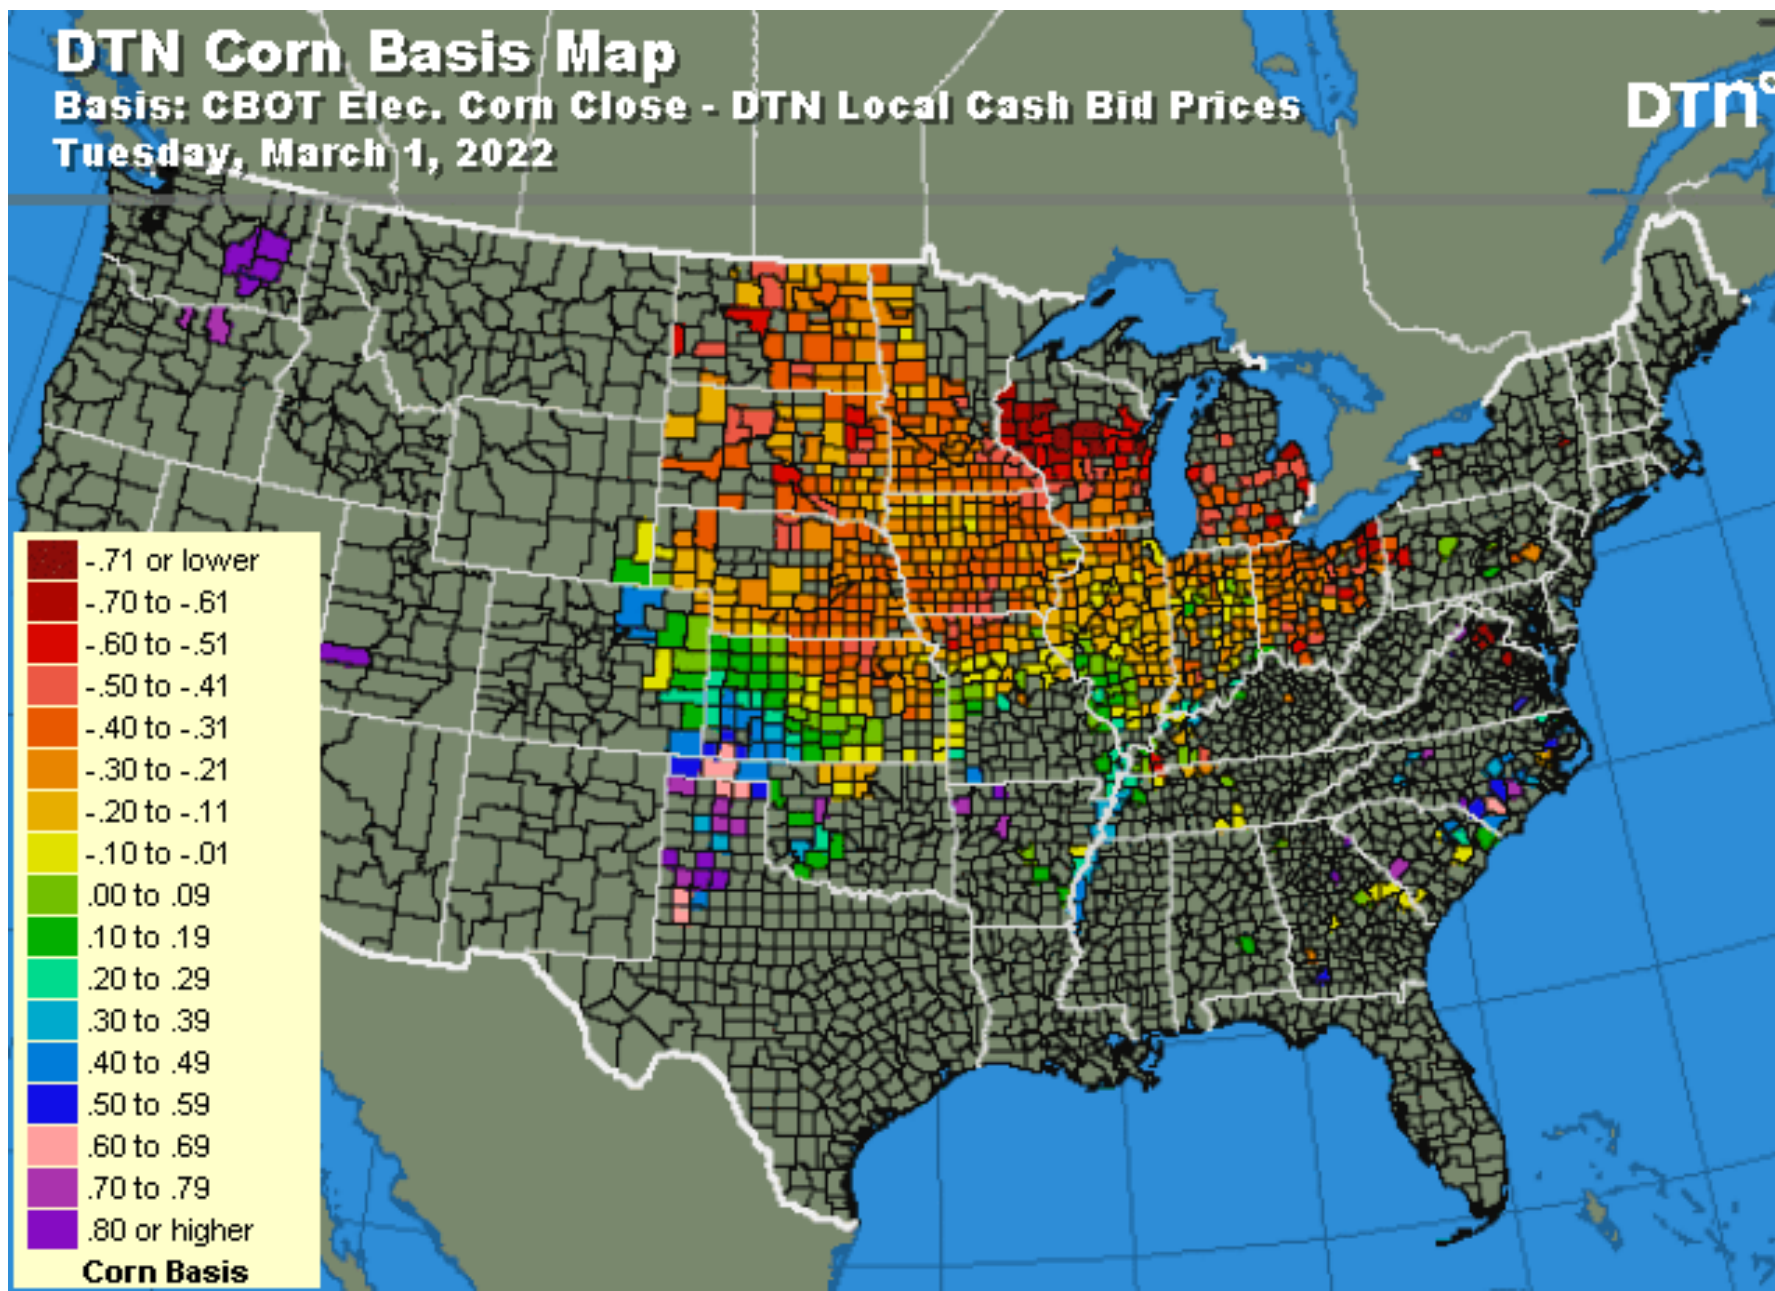 DTN Corn Basis Map
Basis: CBOT Elec. Corn Close - DTN Local Cash Bid Prices
Tuesday, March 1, 2022
DTN
-.71 or lower
-.70 to -.61
-.60 to -.51
-.50 to -.41
-.40 to -.31
-.30 to -.21
-.20 to -.11
-.10 to -.01
.00 to .09
.10 to .19
.20 to .29
.30 to .39
.40 to .49
.50 to .59
.60 to .69
.70 to .79
.80 or higher
Corn Basis